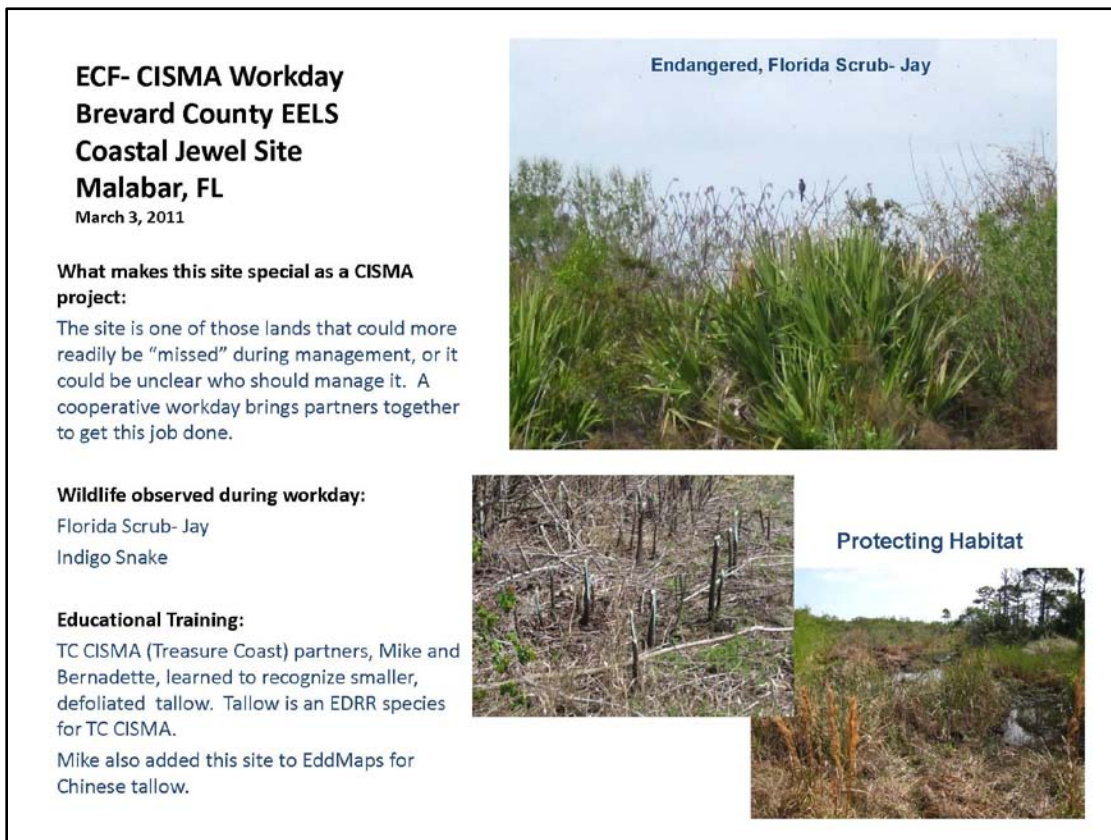 ECF- CISMA Workday
Brevard County EELS
Coastal Jewel Site
Malabar, FL
March 3, 2011
What makes this site special as a CISMA
project:
The site is one of those lands that could more
readily be “missed” during management, or it
could be unclear who should manage it.  A
cooperative workday brings partners together
to get this job done.
Wildlife observed during workday:
Florida Scrub- Jay
Indigo Snake
Educational Training:
TC CISMA (Treasure Coast) partners, Mike and
Bernadette, learned to recognize smaller,
defoliated  tallow.  Tallow is an EDRR species
for TC CISMA.
Mike also added this site to EddMaps for
Chinese tallow.
Endangered, Florida Scrub- Jay
Protecting Habitat